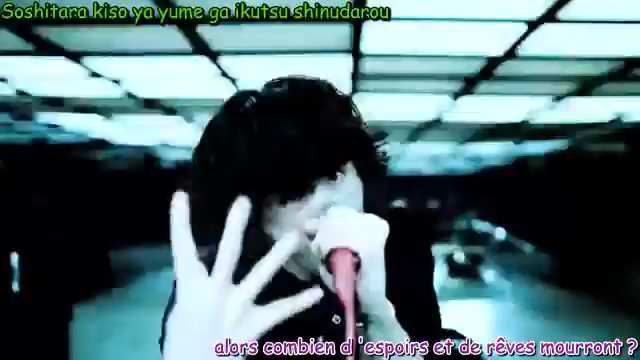 Soshitara kiso ya yume ga ikutsu shinudarou
alors combien d 'espoirs et de rêves mourront ?